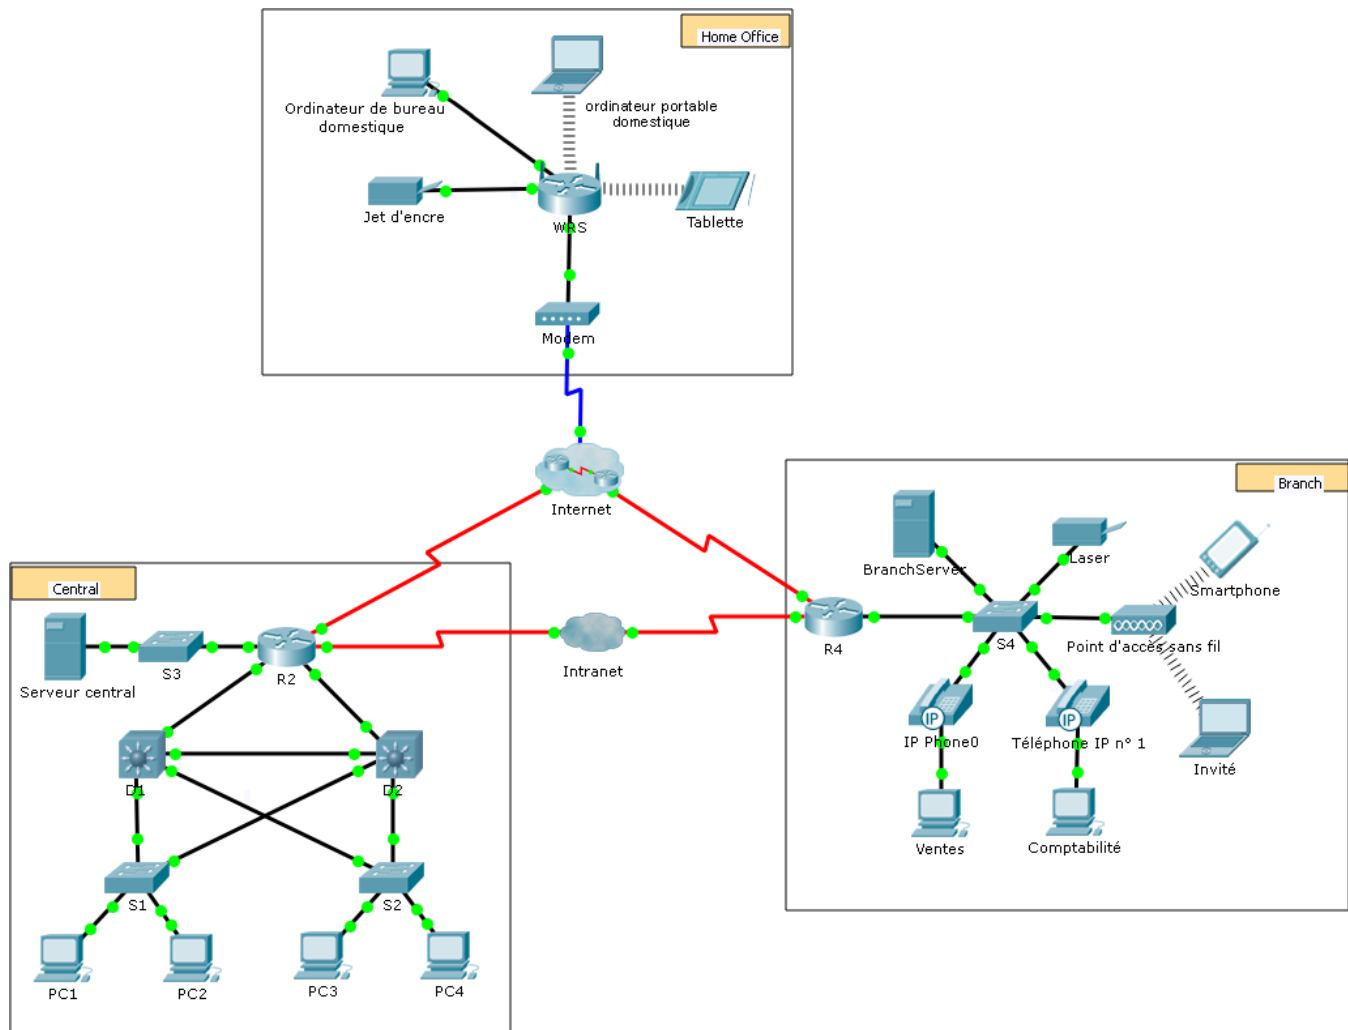 Home Office
Ordinateur de bureau
domestique
ordinateur portable
domestique
Jet d'encre
WRS
Tablette
Modem
Internet
Branch
BranchServer
Laser
Smartphone
Central
Serveur central
S3
R2
Intranet
R4
S4
Point d'accès sans fil
IP
IP Phone0
IP
Téléphone IP n° 1
Invité
D1
D2
Ventes
Comptabilité
S1
S2
PC1
PC2
PC3
PC4